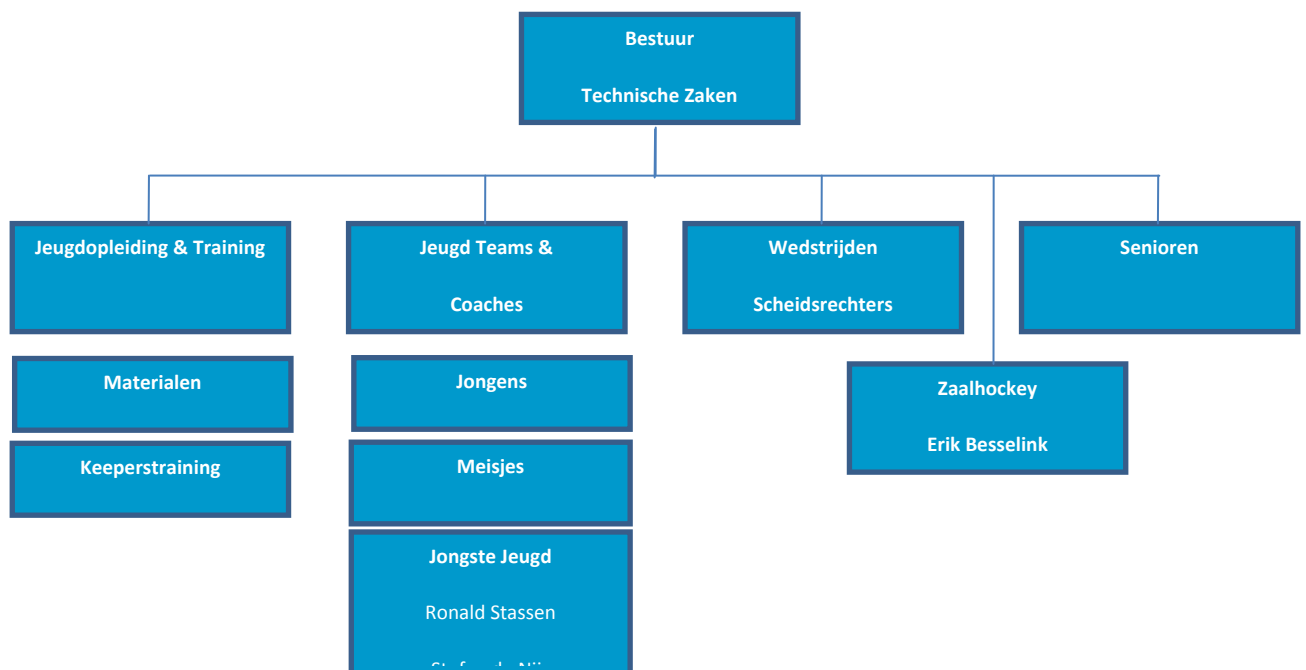 Bestuur
Technische Zaken
Jeugdopleiding & Training
Jeugd Teams &
Coaches
Wedstrijden
Scheidsrechters
Senioren
Materialen
Keeperstraining
Jongens
Meisjes
Jongste Jeugd
Ronald Stassen
Zaalhockey
Erik Besselink